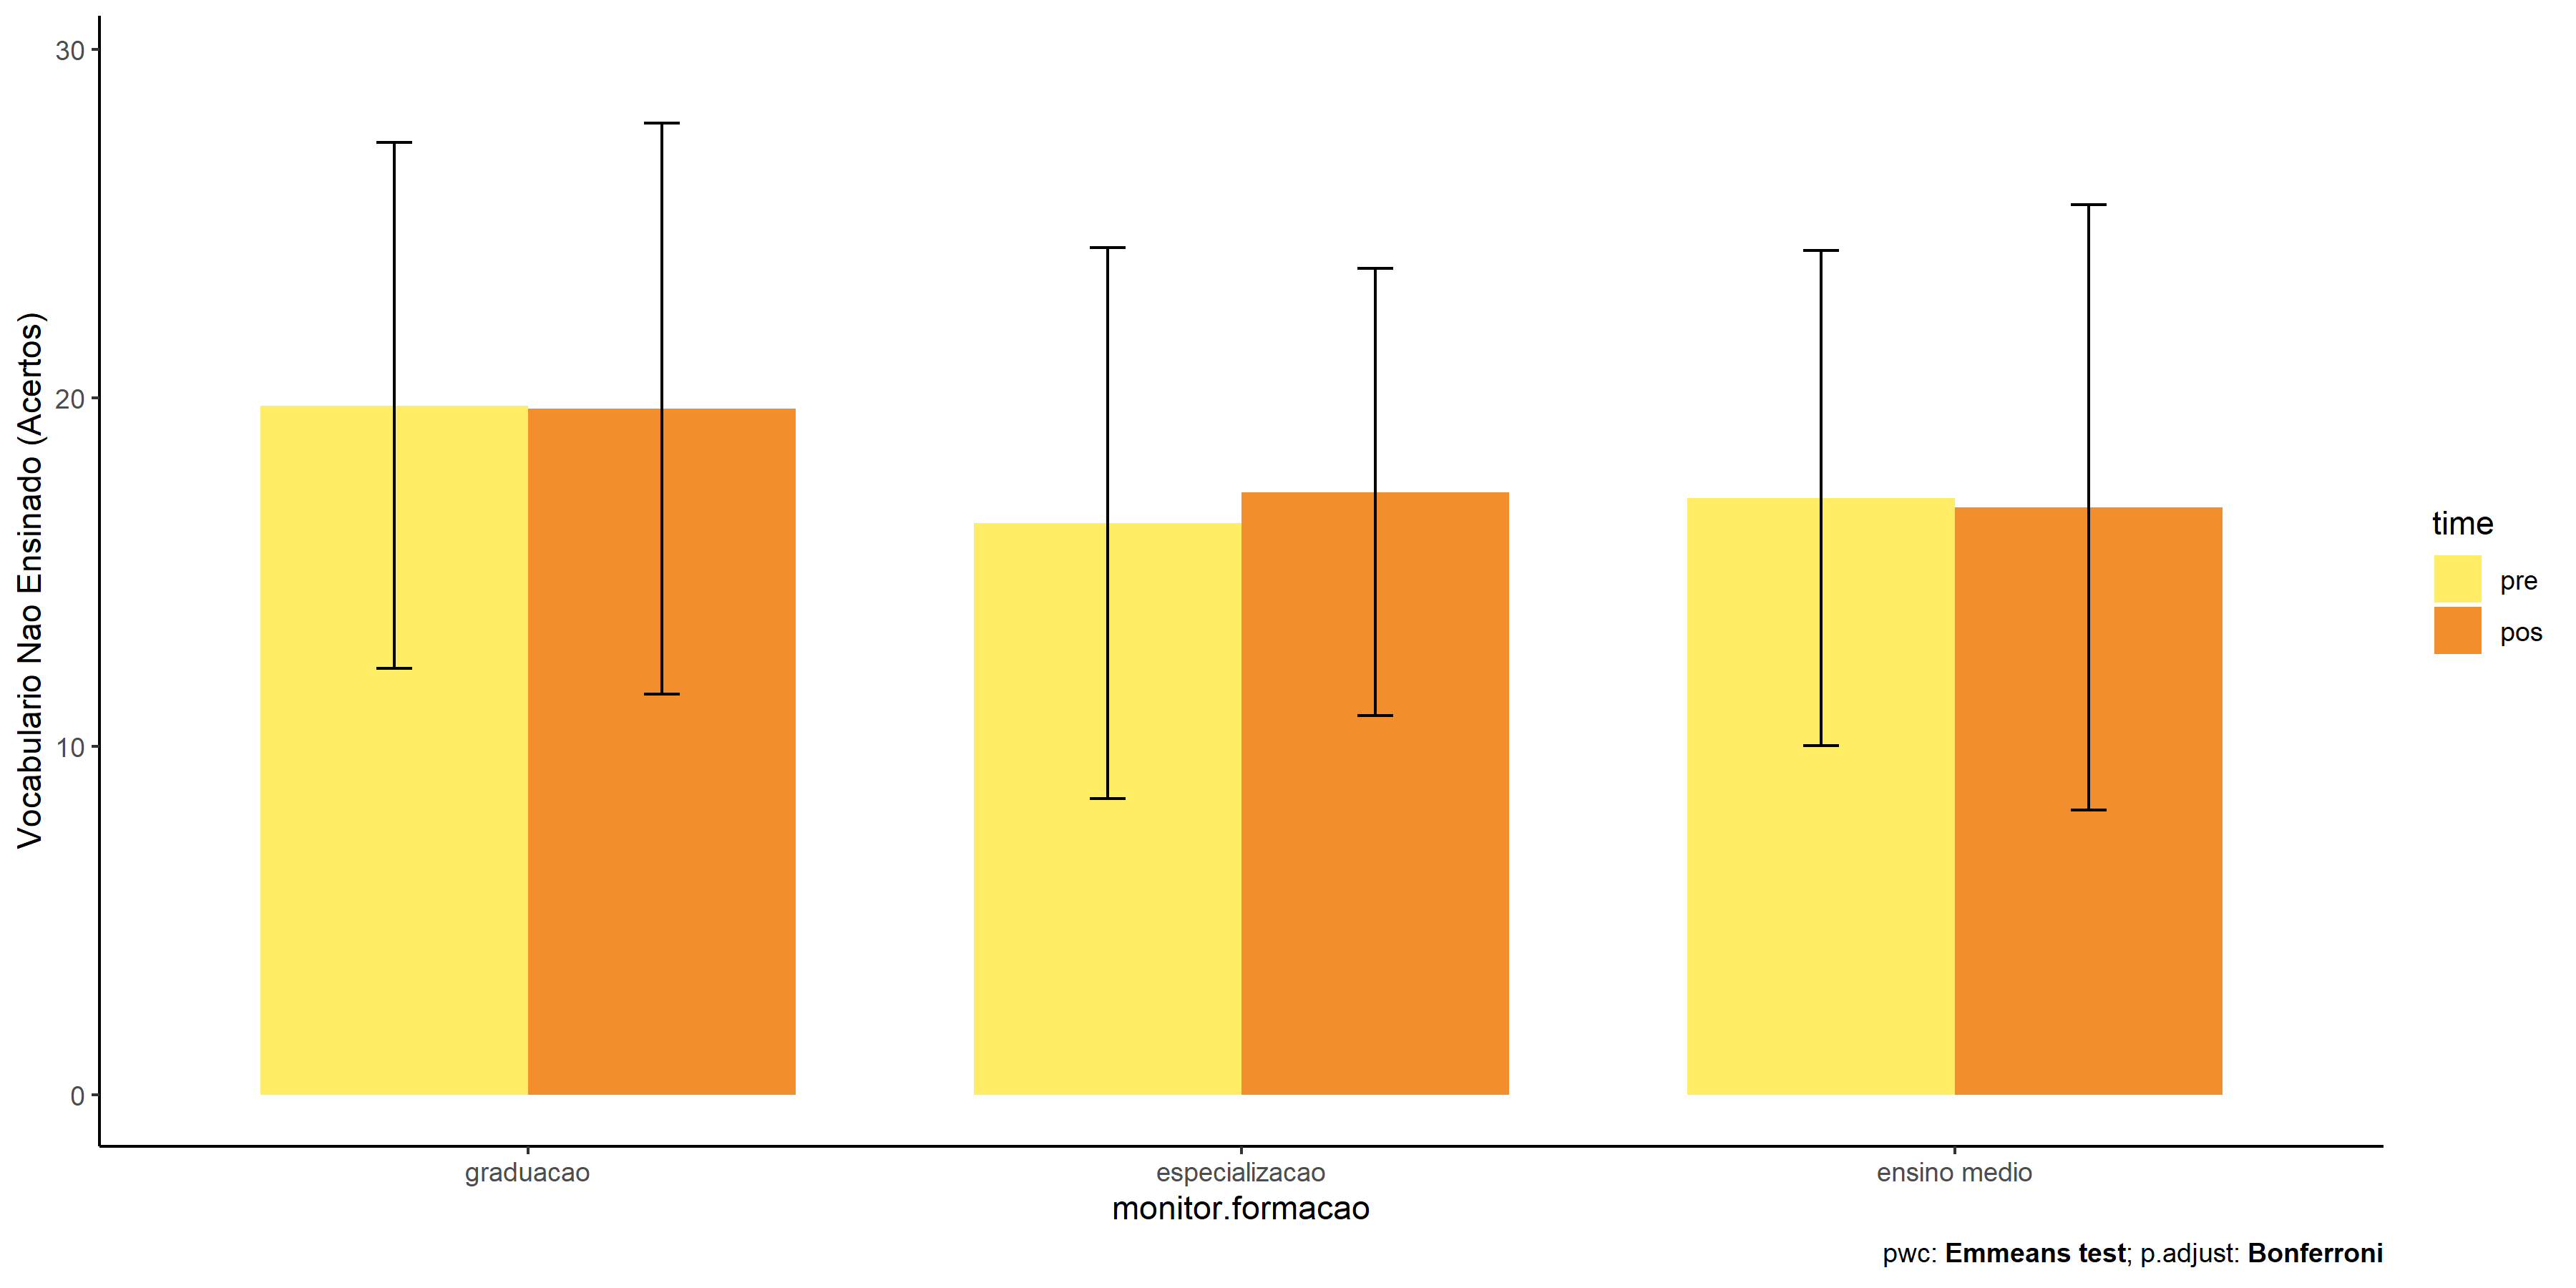 30
20
10
0
Vocabulario Nao Ensinado (Acertos)
graduacao
especializacao
ensino medio
monitor.formacao
time
pre
pos
pwc: Emmeans test; p.adjust: Bonferroni